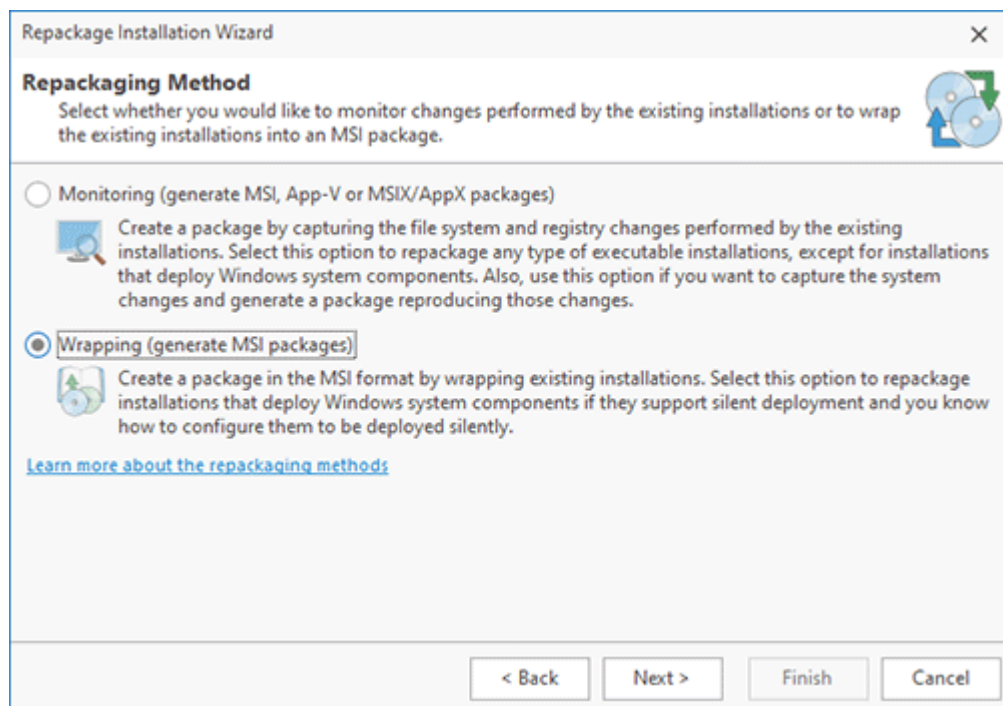 Repackage Installation Wizard
Repackaging Method
Select whether you would like to monitor changes performed by the existing installations or to wrap
the existing installations into an MSI package.
Monitoring (generate MSI, App-V or MSIX/AppX packages)
Create a package by capturing the file system and registry changes performed by the existing
installations. Select this option to repackage any type of executable installations, except for installations
that deploy Windows system components. Also, use this option if you want to capture the system
changes and generate a package reproducing those changes.
Wrapping (generate MSI packages)
Create a package in the MSI format by wrapping existing installations. Select this option to repackage
installations that deploy Windows system components if they support silent deployment and you know
how to configure them to be deployed silently.
Learn more about the repackaging methods
< Back
Next >
Finish
Cancel